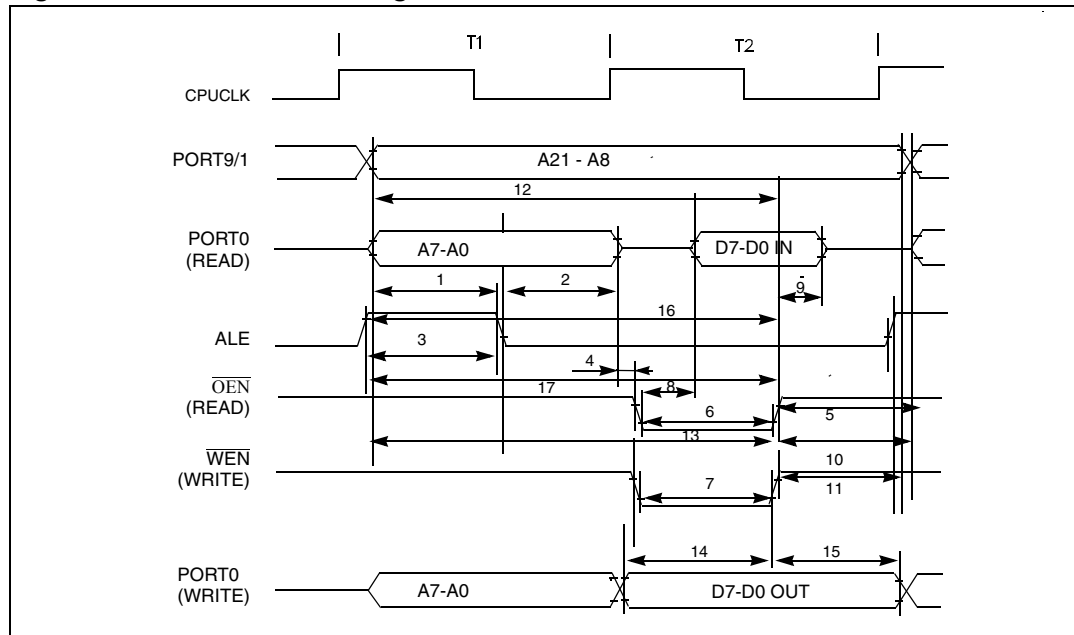 T1 T2
CPUCLK
PORT9/1 A21 - A8
12
PORT0 A7-A0 D7-D0 IN
(READ)
1 2 9
16
ALE 3
4
OEN 17 8
(READ) 6 5
13
WEN 10
(WRITE) 7 11
14 15
PORT0 A7-A0 D7-D0 OUT
(WRITE)